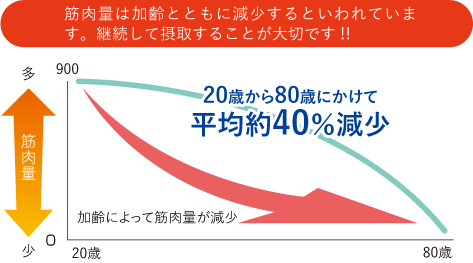 筋肉量は加齢とともに減少するといわれていま
す。継続して摂取することが大切です!!
多
900
20歳から80歳にかけて
平均約40%減少
筋肉量
加齢によって筋肉量が減少
少
0
20歳
80歳